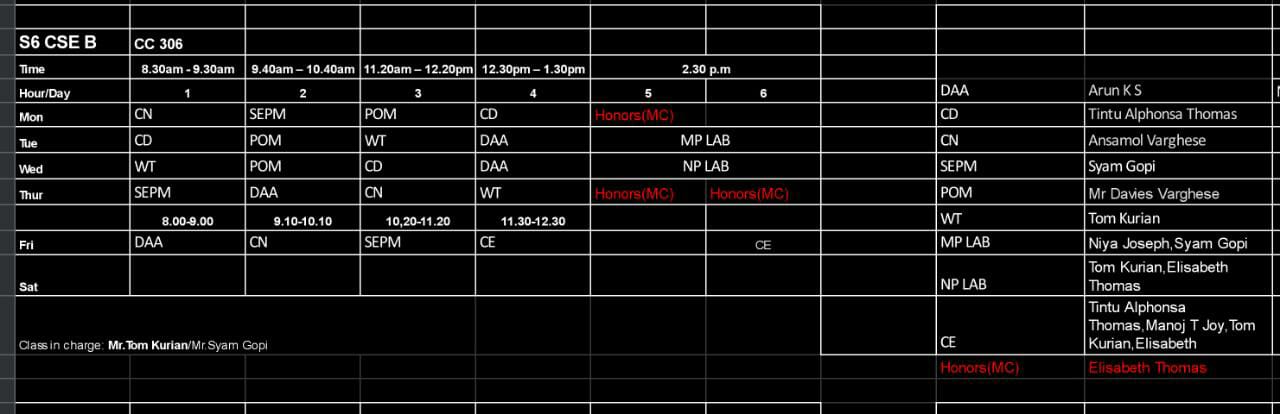 S6 CSE B CC 306
Time 8.30am - 9.30am 9.40am – 10.40am 11.20am – 12.20pm 12.30pm – 1.30pm 2.30 p.m
Hour/Day 1 2 3 4 5 6 DAA Arun K S
Mon CN SEPM POM CD Honors(MC) CD Tintu Alphonsa Thomas
Tue CD POM WT DAA MP LAB CN Ansamol Varghese
Wed WT POM CD DAA NP LAB SEPM Syam Gopi
Thur SEPM DAA CN WT Honors(MC) Honors(MC) POM Mr Davies Varghese
8.00-9.00 9.10-10.10 10,20-11.20 11.30-12.30 WT Tom Kurian
Fri DAA CN SEPM CE CE MP LAB Niya Joseph,Syam Gopi
Sat NP LAB Tom Kurian,Elisabeth
Thomas
Class in charge: Mr.Tom Kurian/Mr.Syam Gopi CE Tintu Alphonsa
Thomas,Manoj T Joy,Tom
Kurian,Elisabeth
Honors(MC) Elisabeth Thomas